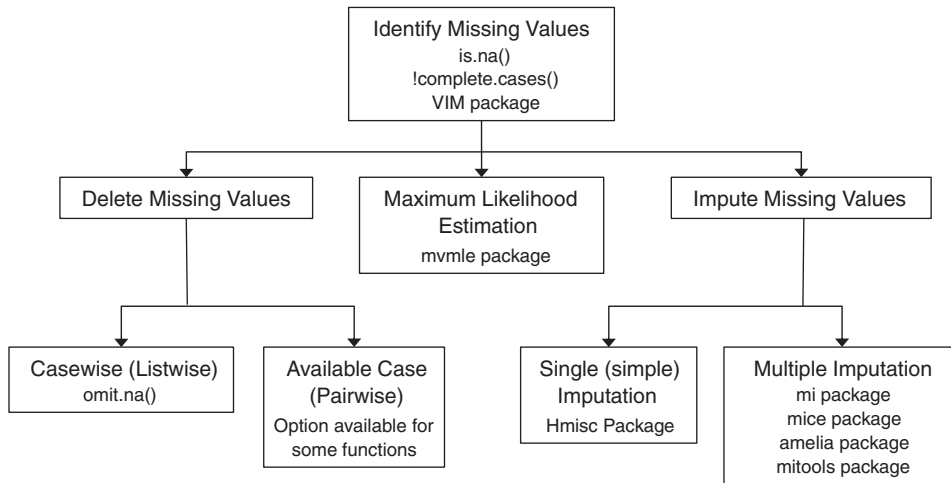 Identify Missing Values
is.na()
!complete.cases()
VIM package
Delete Missing Values
Maximum Likelihood
Estimation
mvmle package
Impute Missing Values
Casewise (Listwise)
omit.na()
Available Case
(Pairwise)
Option available for
some functions
Single (simple)
Imputation
Hmisc Package
Multiple Imputation
mi package
mice package
amelia package
mitools package